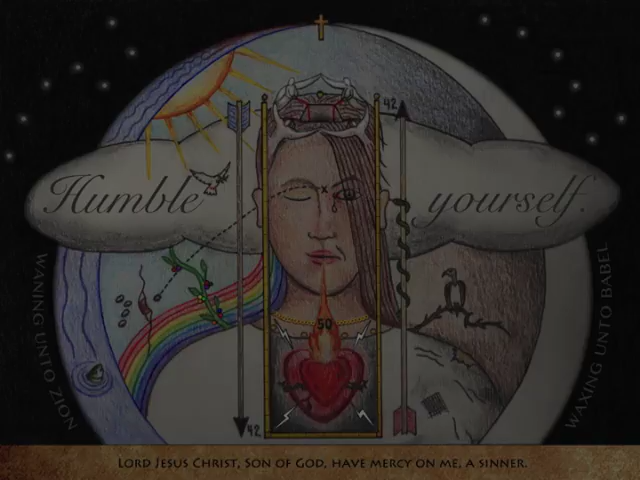 42
Humble yourself.
WANING UNTO ZION
WAXING UNTO BABEL
50
42
LORD JESUS CHRIST, SON OF GOD, HAVE MERCY ON ME, A SINNER.